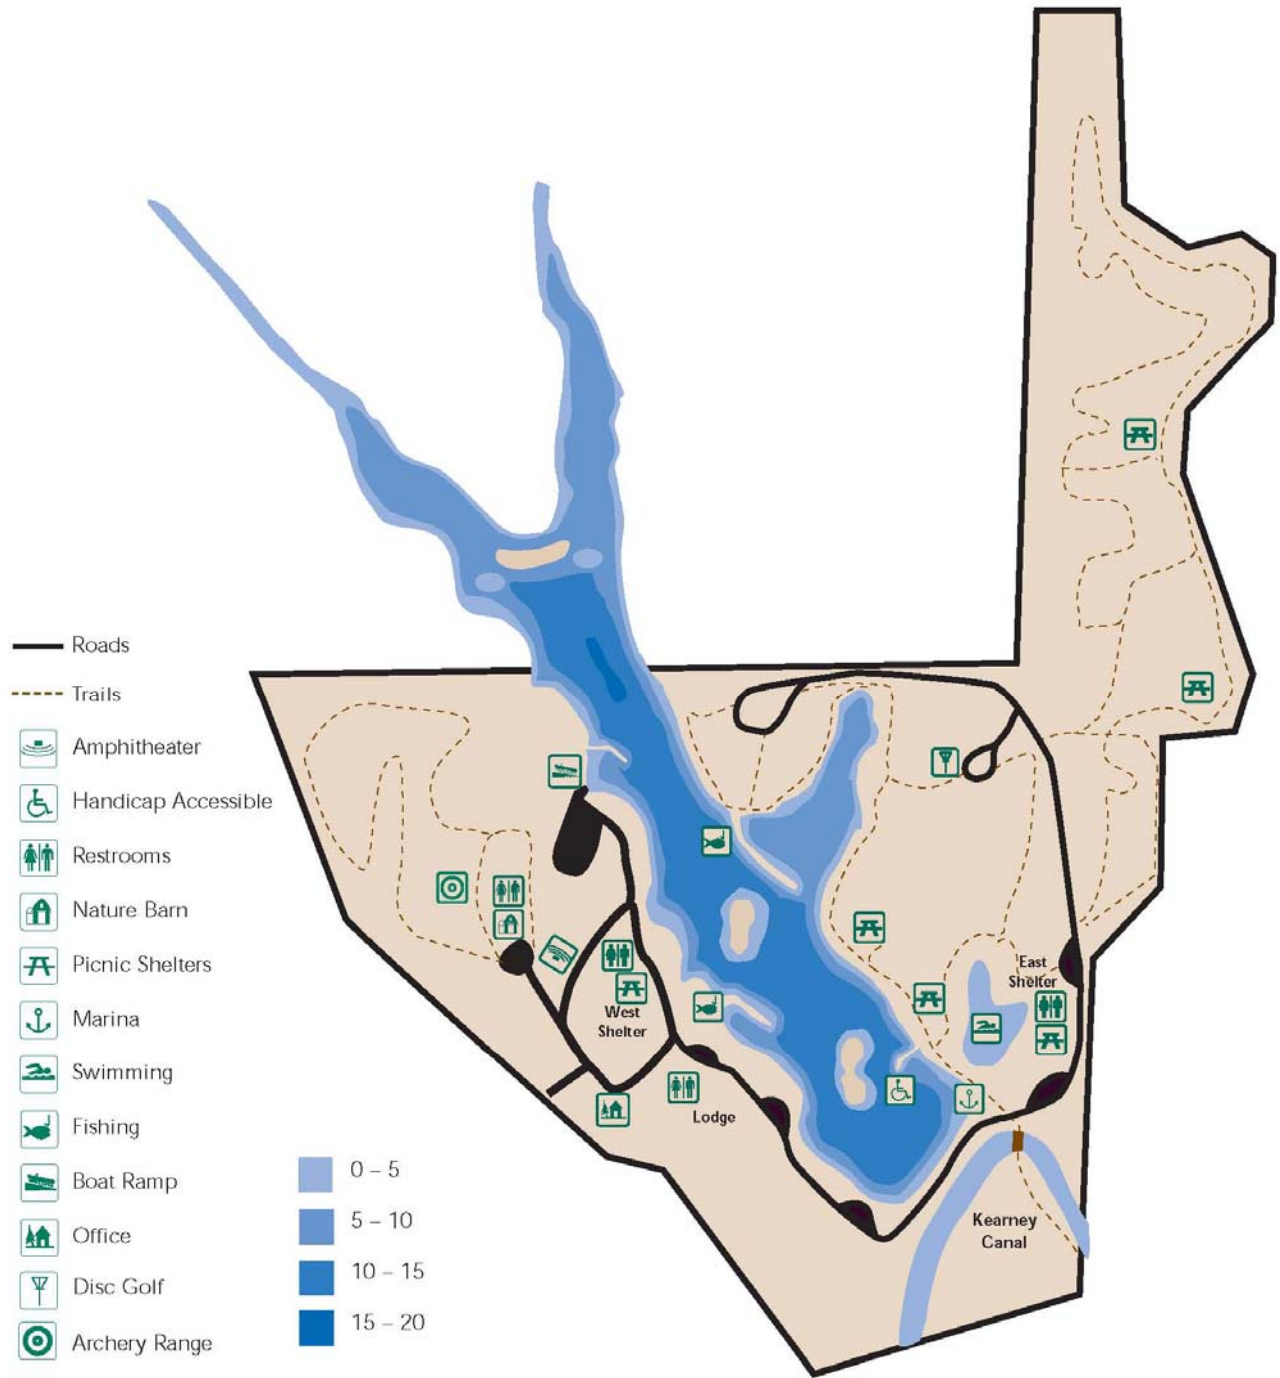 Roads
Trails
Amphitheater
Handicap Accessible
Restrooms
Nature Barn
Picnic Shelters
Marina
Swimming
Fishing
Boat Ramp
Office
Disc Golf
Archery Range
0 – 5
5 – 10
10 – 15
15 – 20
West
Shelter
Lodge
East
Shelter
Kearney
Canal